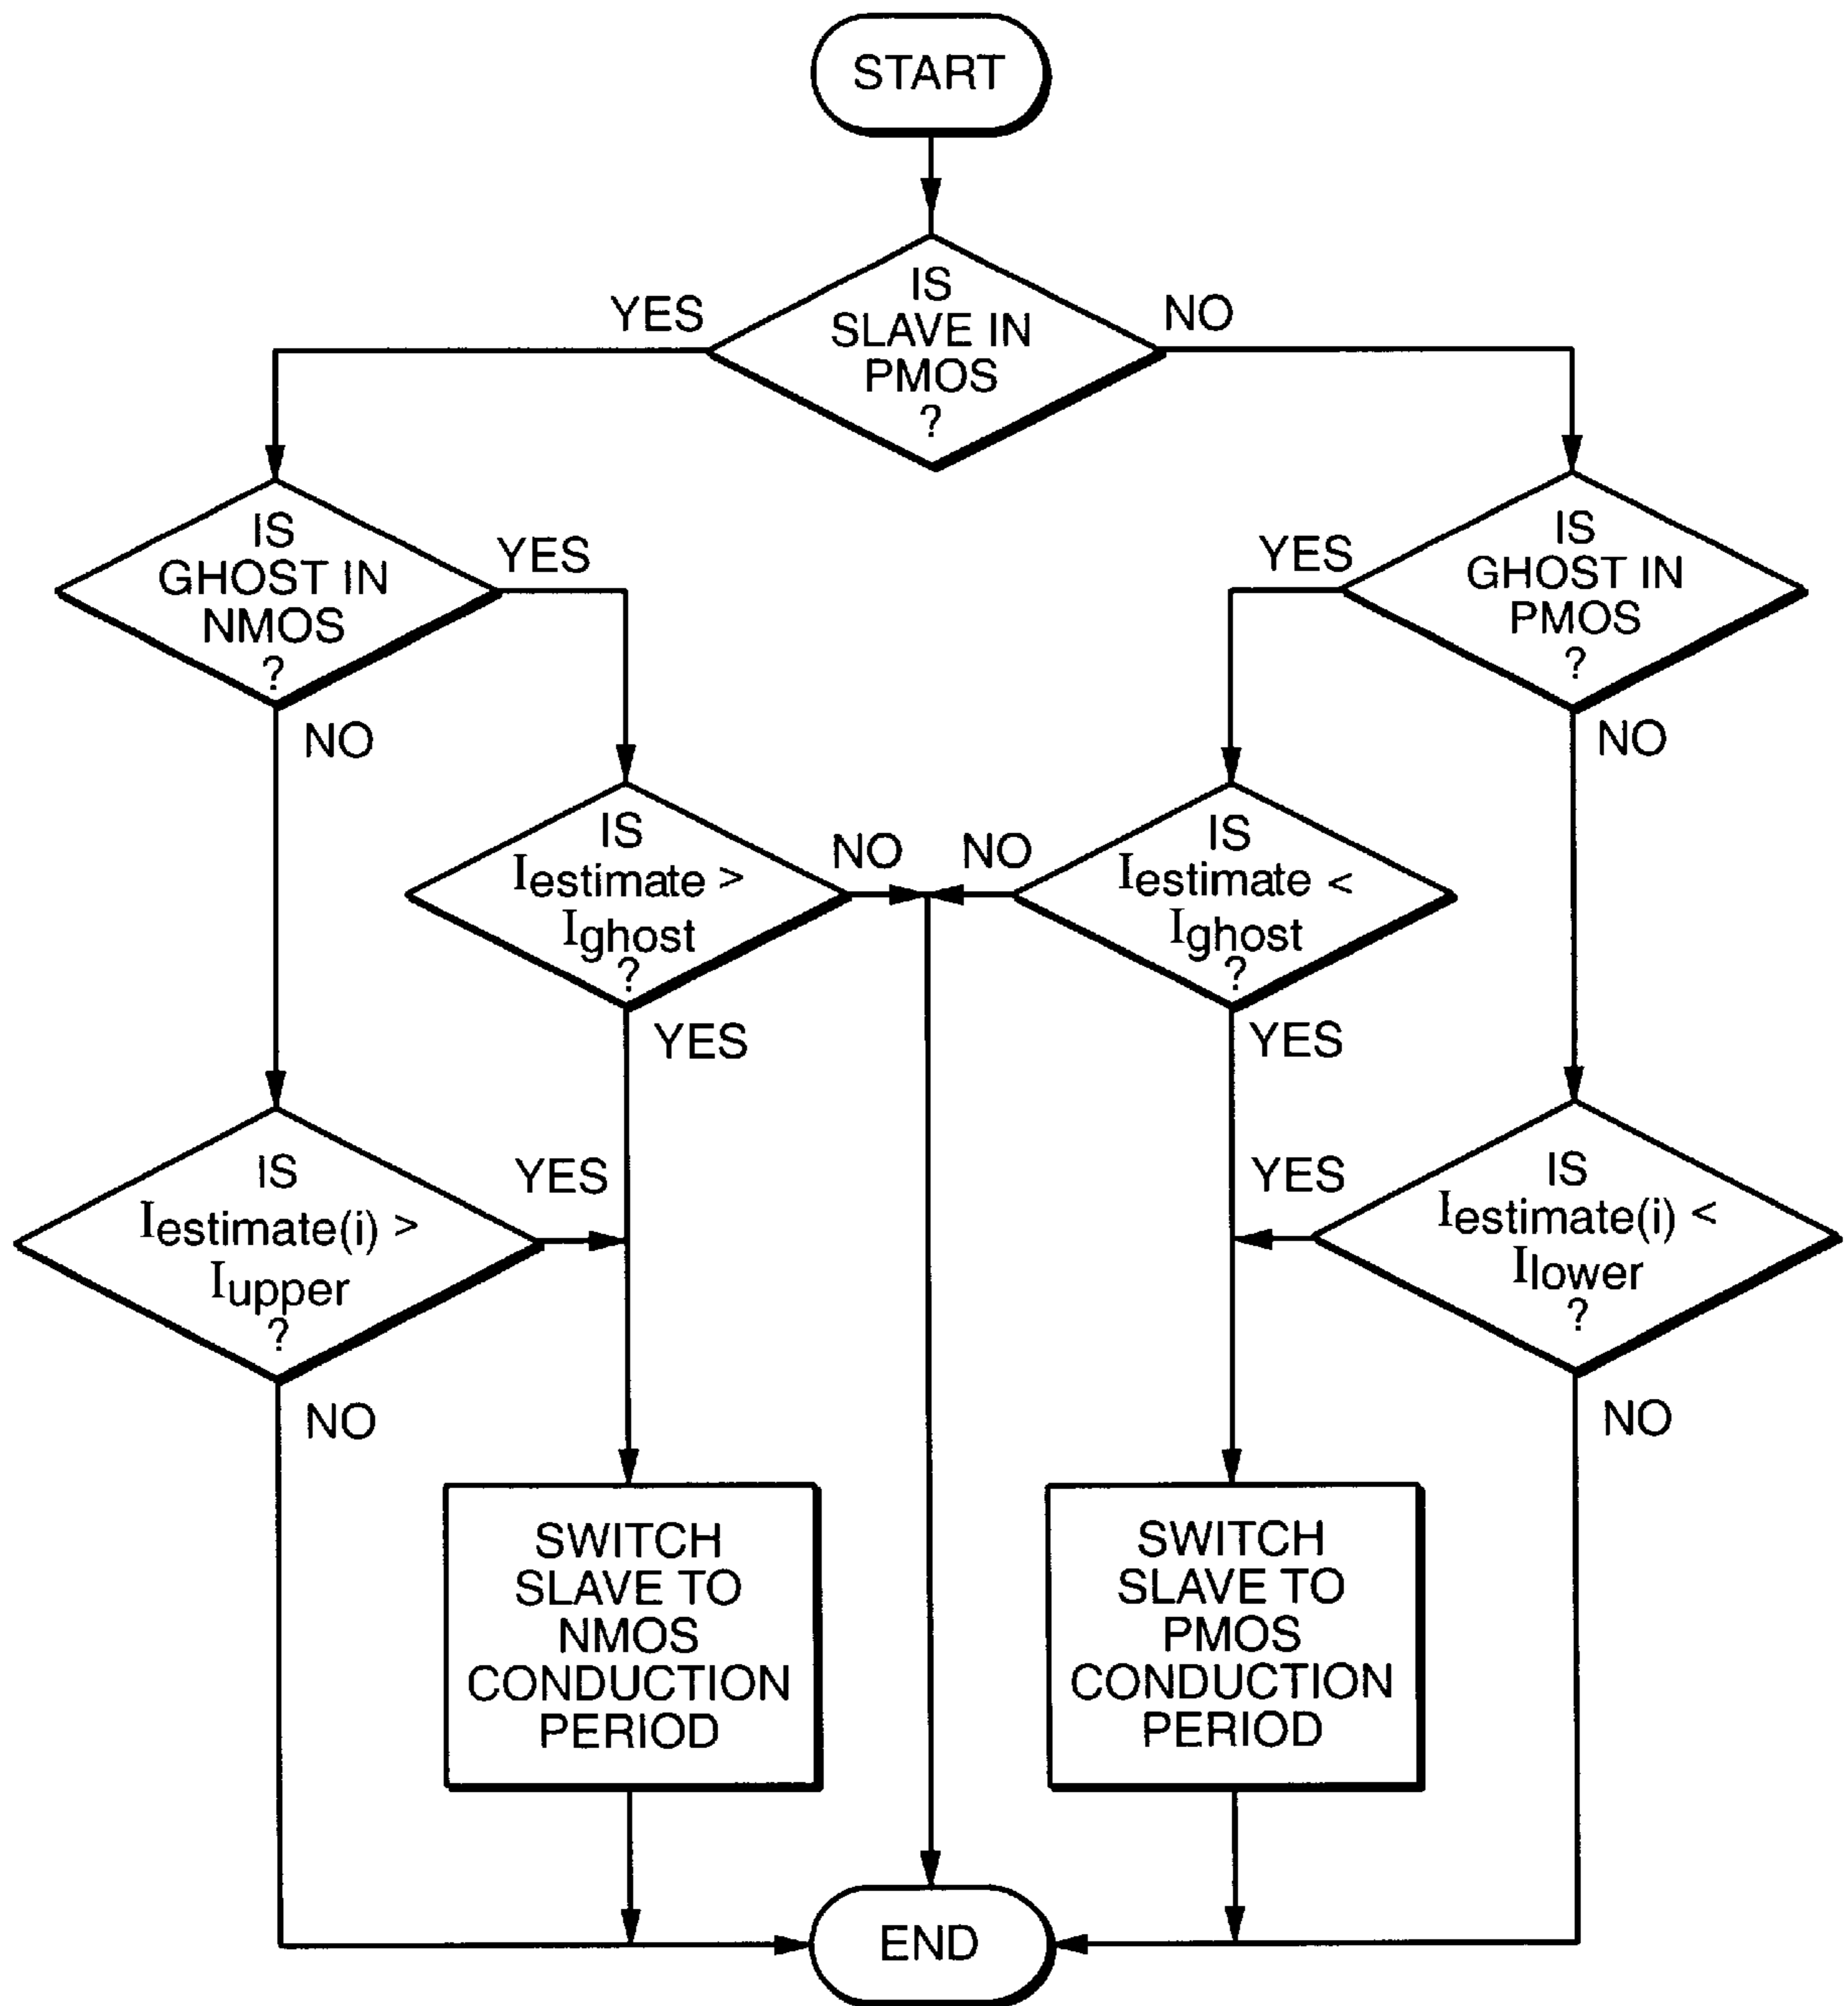 START
IS
SLAVE IN
PMOS
?
YES
NO
IS
GHOST IN
NMOS
?
YES
NO
IS
GHOST IN
PMOS
?
YES
NO
IS
Iestimate >
Ighost
?
NO
YES
IS
Iestimate <
Ighost
?
NO
YES
IS
Iestimate(i) >
Iupper
?
YES
NO
IS
Iestimate(i) <
Ilower
?
YES
NO
SWITCH
SLAVE TO
NMOS
CONDUCTION
PERIOD
SWITCH
SLAVE TO
PMOS
CONDUCTION
PERIOD
END